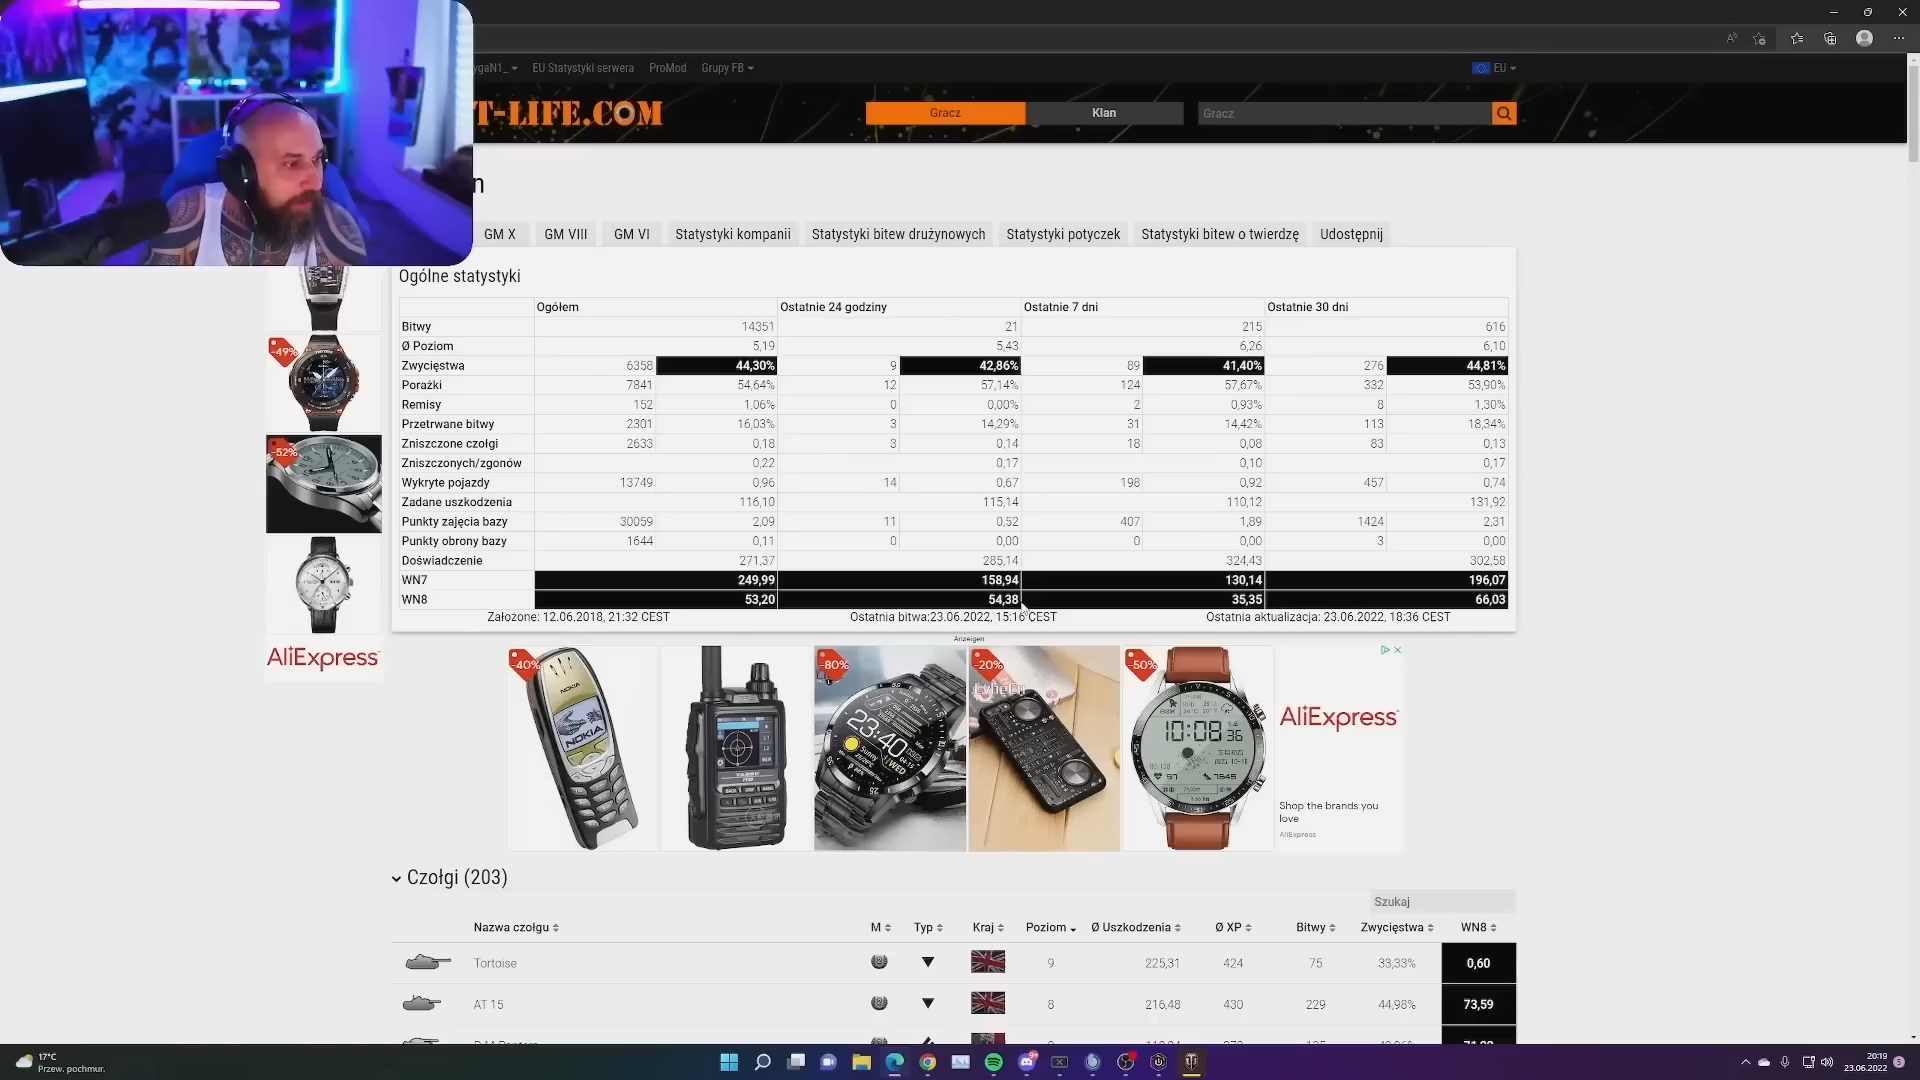 EU Statystyki serwera ProMod Grupy FB EU
T-LIFE.COM Gracz Klan Gracz
n
GM X GM VIII GM VI Statystyki kompanii Statystyki bitew drużynowych Statystyki potyczek Statystyki bitew o twierdzę Udostępnij
Ogólne statystyki
Ogółem Ostatnie 24 godziny Ostatnie 7 dni Ostatnie 30 dni
Bitwy 14351 21 215 616
Ø Poziom 5,19 5,43 6,26 6,10
Zwycięstwa 6358 44,30% 9 42,86% 89 41,40% 276 44,81%
Porażki 7841 54,64% 12 57,14% 124 57,67% 332 53,90%
Remisy 152 1,06% 0 0,00% 2 0,93% 8 1,30%
Przetrwane bitwy 2301 16,03% 3 14,29% 31 14,42% 113 18,34%
Zniszczone czołgi 2633 0,18 3 0,14 18 0,08 83 0,13
Zniszczonych/zgonów 0,22 0,17 0,10 0,17
Wykryte pojazdy 13749 0,96 14 0,67 198 0,92 457 0,74
Zadane uszkodzenia 116,10 115,14 110,12 131,92
Punkty zajęcia bazy 30059 2,09 11 0,52 407 1,89 1424 2,31
Punkty obrony bazy 1644 0,11 0 0,00 0 0,00 3 0,00
Doświadczenie 271,37 285,14 324,43 302,58
WN7 249,99 158,94 130,14 196,07
WN8 53,20 54,38 35,35 66,03
Założone: 12.06.2018, 21:32 CEST Ostatnia bitwa:23.06.2022, 15:16 CEST Ostatnia aktualizacja: 23.06.2022, 18:36 CEST
-49%
-52%
AliExpress
Anzeigen
-40% -80% -20% -50%
NOKIA
NOKIA
23:40
10:08 36
AliExpress
Shop the brands you
love
AliExpress
Czołgi (203)
Szukaj
Nazwa czołgu M Typ Kraj Poziom Ø Uszkodzenia Ø XP Bitwy Zwycięstwa WN8
Tortoise 9 225,31 424 75 33,33% 0,60
AT 15 8 216,48 430 229 44,98% 73,59
17°C
Przew. pochmur.
20:19
23.06.2022